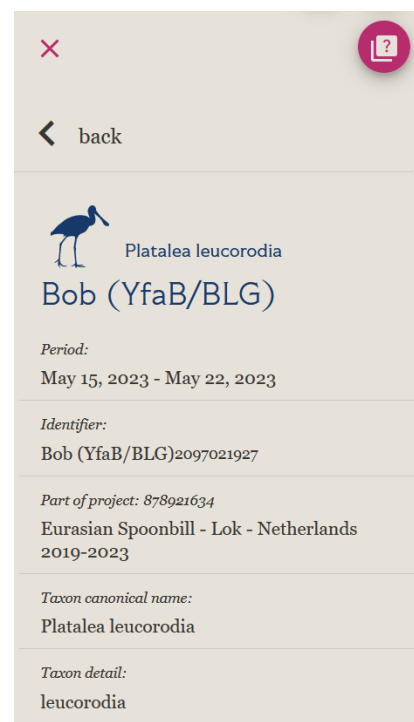 back
Platalea leucorodia
Bob (YfaB/BLG)
Period:
May 15, 2023 - May 22, 2023
Identifier:
Bob (YfaB/BLG)2097021927
Part of project: 878921634
Eurasian Spoonbill - Lok - Netherlands
2019-2023
Taxon canonical name:
Platalea leucorodia
Taxon detail:
leucorodia